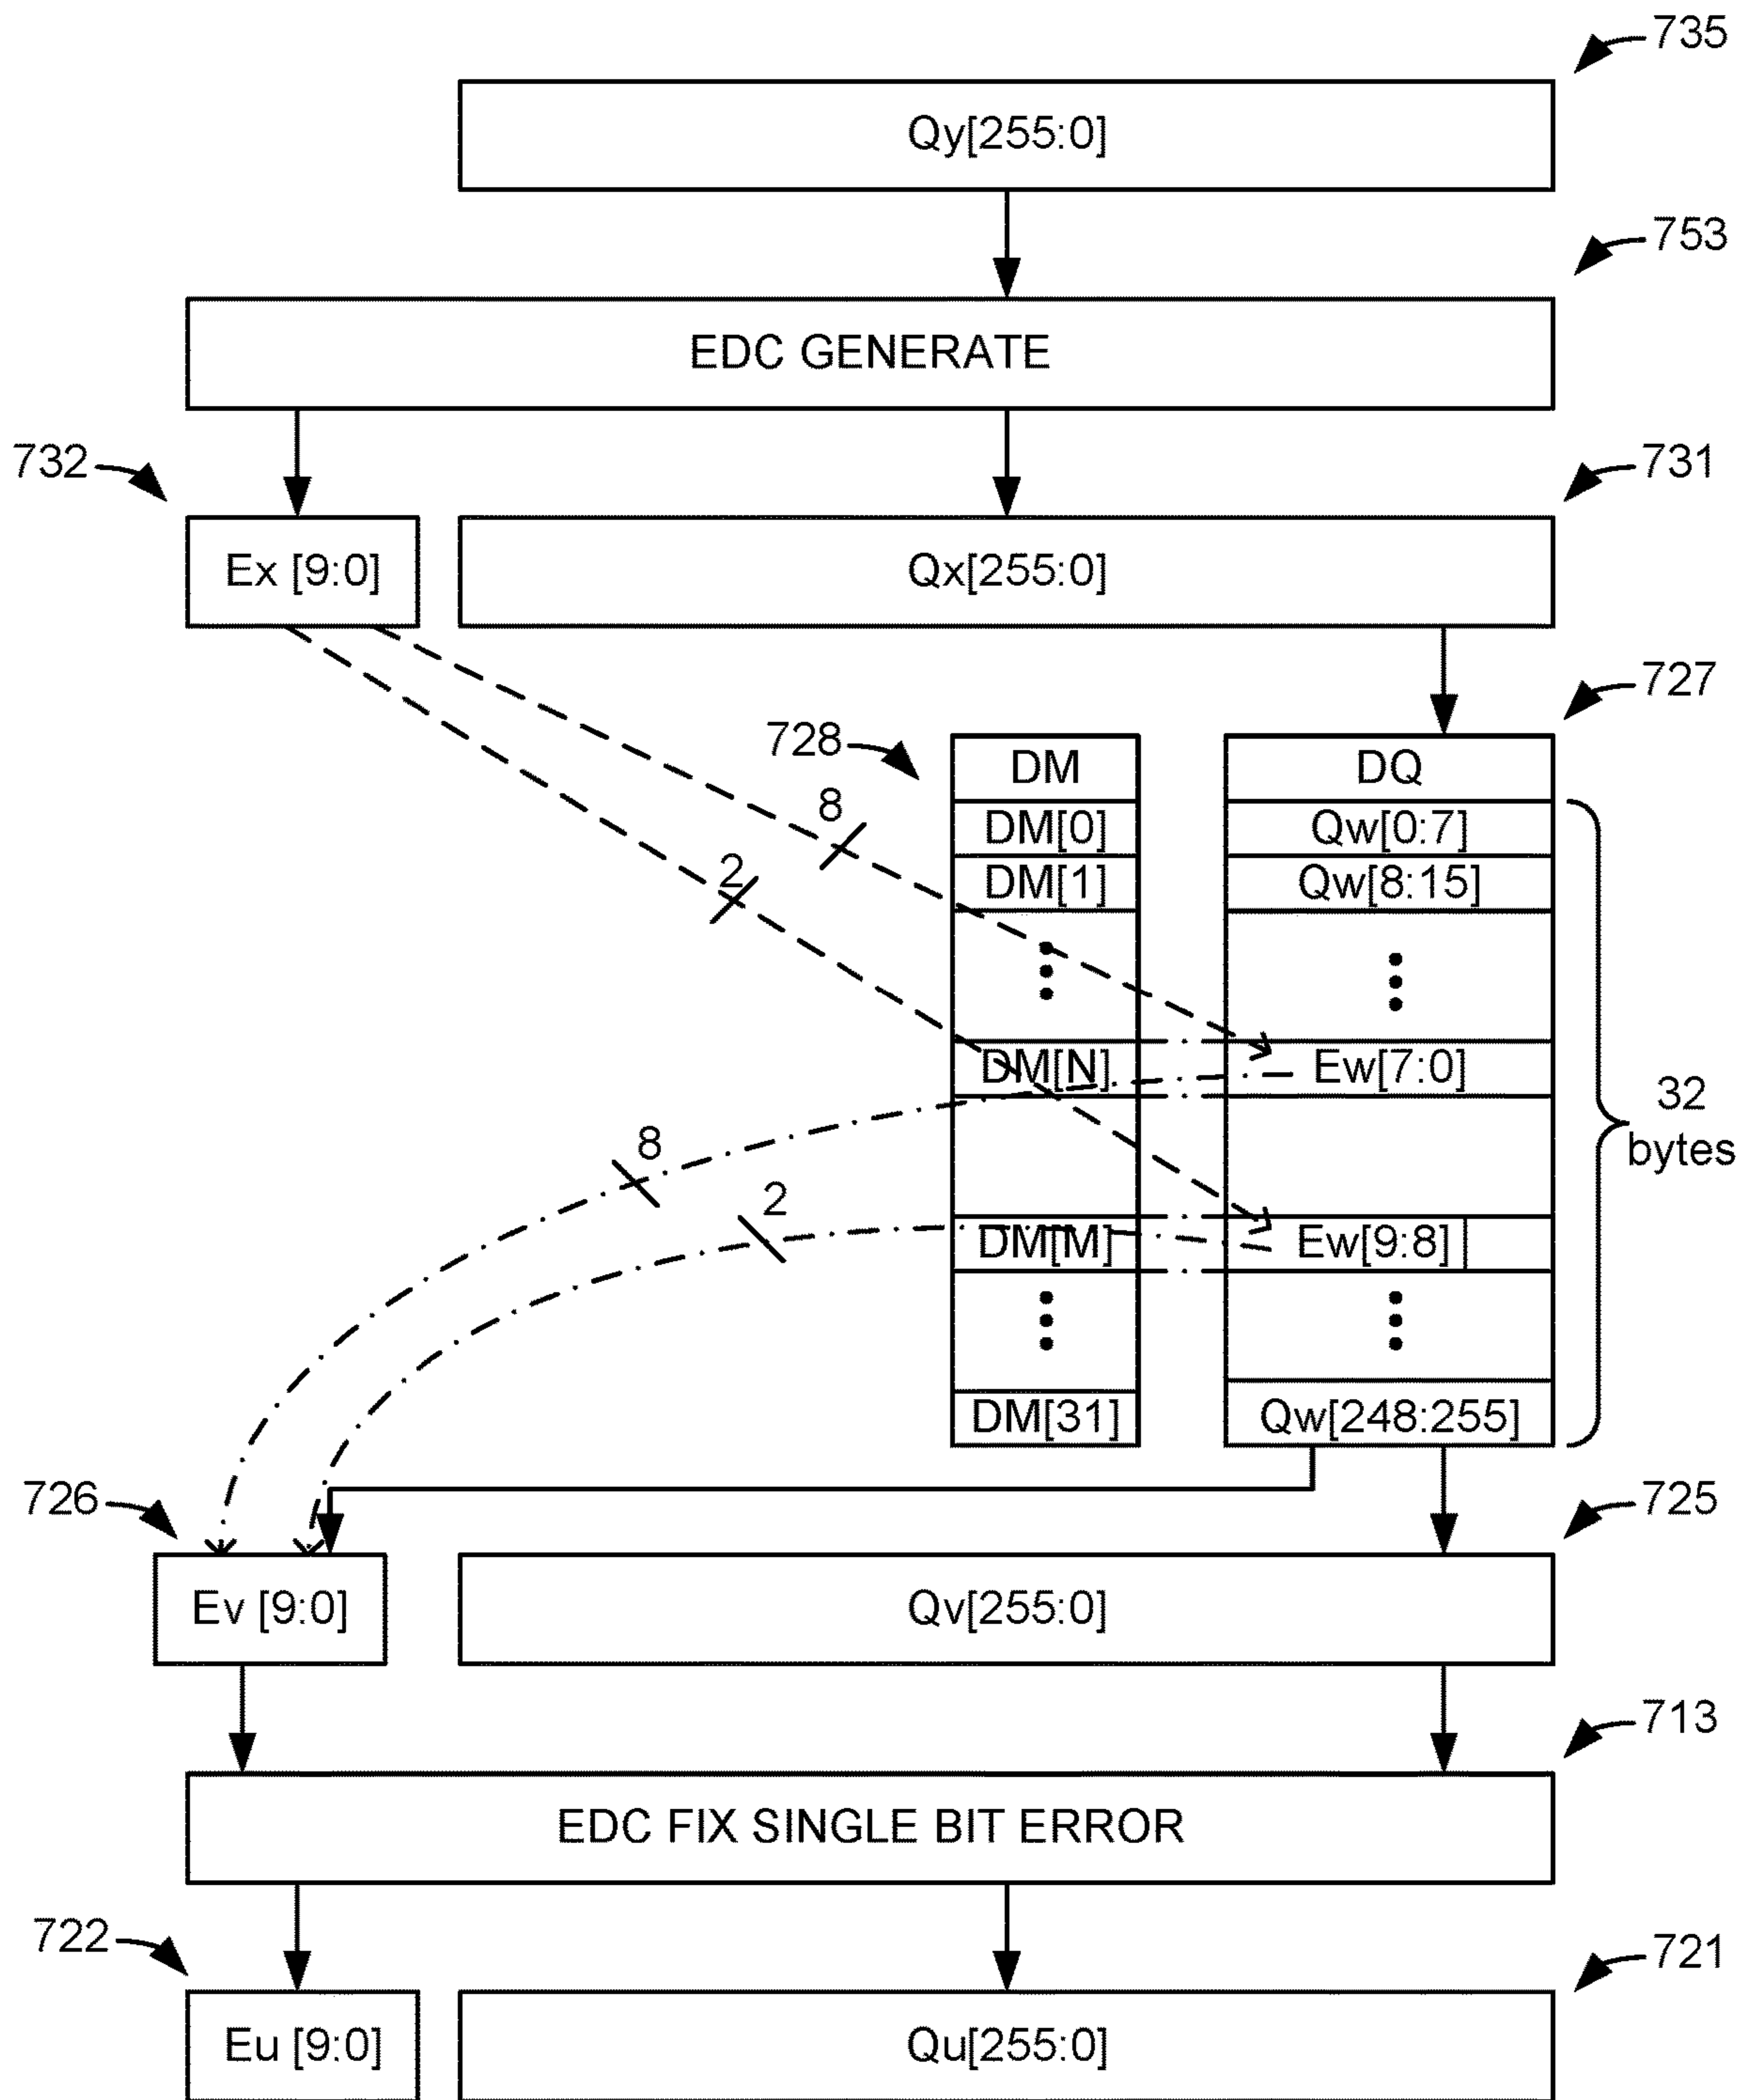 735
Qy[255:0]
753
EDC GENERATE
732
731
Ex [9:0]
Qx[255:0]
727
728
DM
DQ
8
DM[0]
Qw[0:7]
2
DM[1]
Qw[8:15]
DM[N]
Ew[7:0]
32
bytes
8
2
DM[M]
Ew[9:8]
DM[31]
Qw[248:255]
726
725
Ev [9:0]
Qv[255:0]
713
EDC FIX SINGLE BIT ERROR
722
721
Eu [9:0]
Qu[255:0]